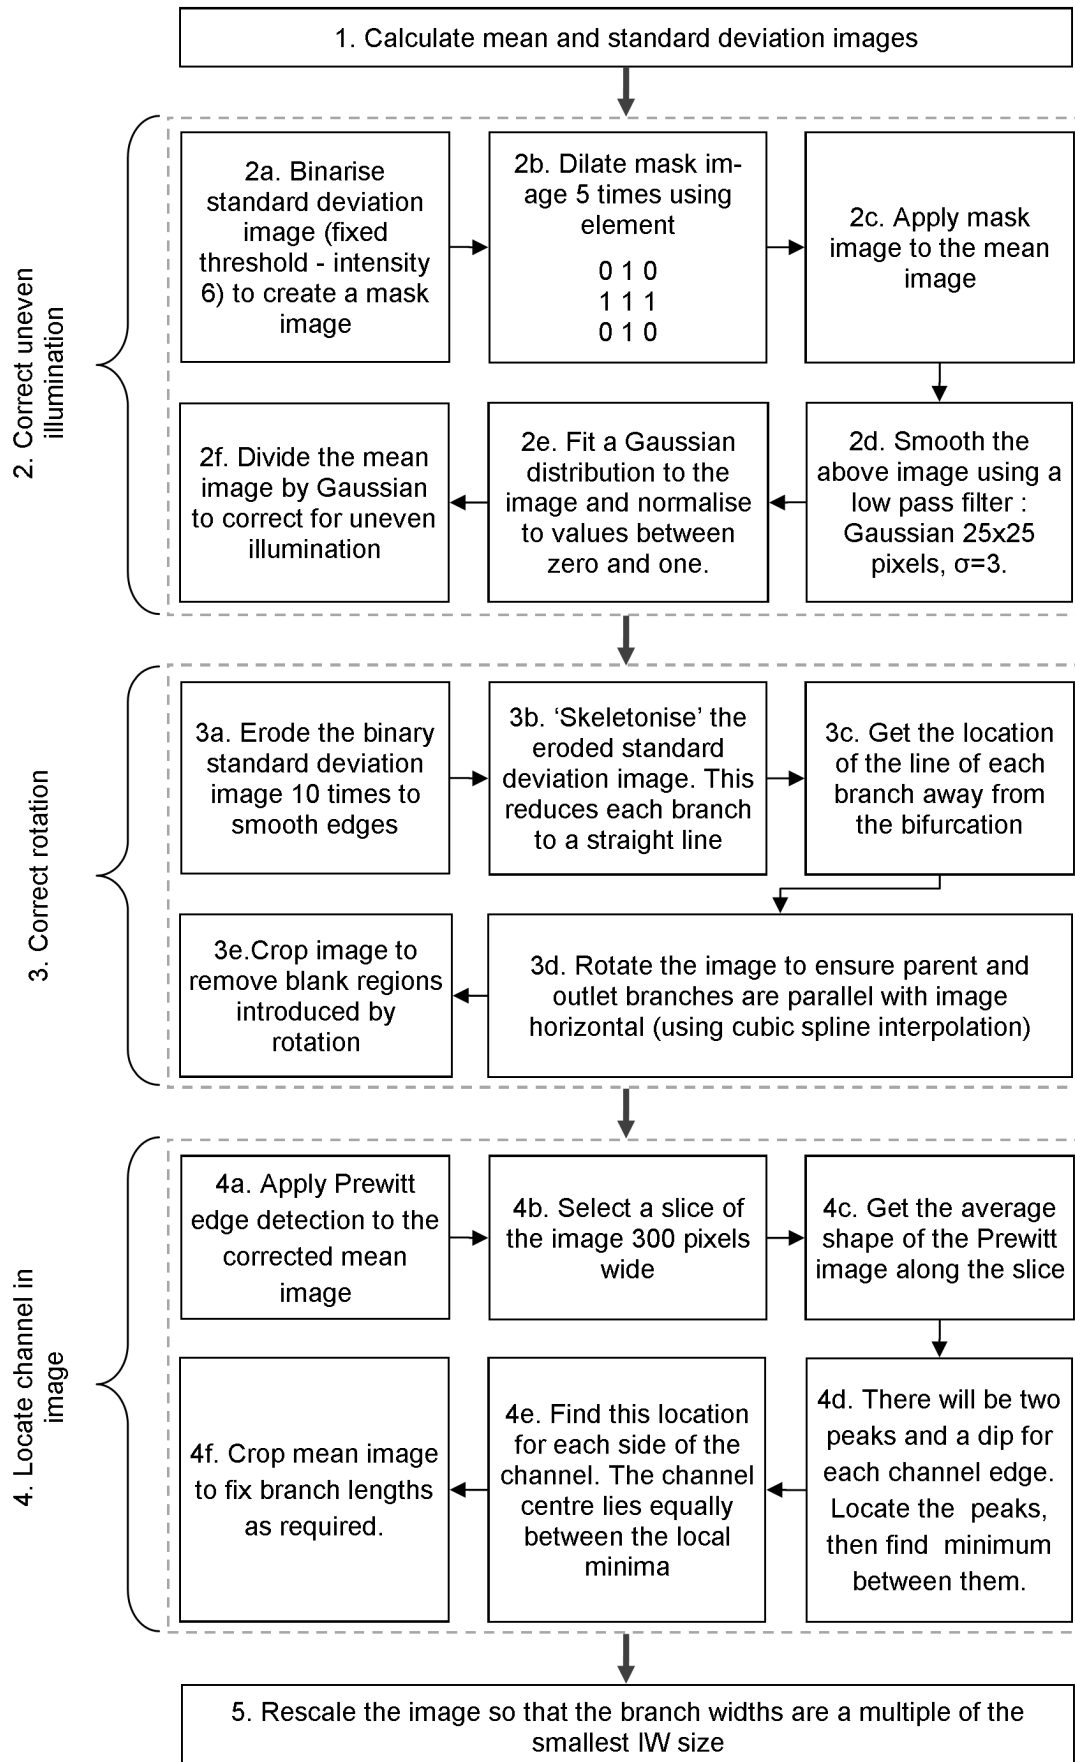 1. Calculate mean and standard deviation images
2. Correct uneven
illumination
2a. Binarise
standard deviation
image (fixed
threshold - intensity
6) to create a mask
image
2b. Dilate mask im-
age 5 times using
element
0 1 0
1 1 1
0 1 0
2c. Apply mask
image to the mean
image
2d. Smooth the
above image using a
low pass filter :
Gaussian 25x25
pixels, σ=3.
2e. Fit a Gaussian
distribution to the
image and normalise
to values between
zero and one.
2f. Divide the mean
image by Gaussian
to correct for uneven
illumination
3. Correct rotation
3a. Erode the binary
standard deviation
image 10 times to
smooth edges
3b. ‘Skeletonise’ the
eroded standard
deviation image. This
reduces each branch
to a straight line
3c. Get the location
of the line of each
branch away from
the bifurcation
3d. Rotate the image to ensure parent and
outlet branches are parallel with image
horizontal (using cubic spline interpolation)
3e.Crop image to
remove blank regions
introduced by
rotation
4. Locate channel in
image
4a. Apply Prewitt
edge detection to the
corrected mean
image
4b. Select a slice of
the image 300 pixels
wide
4c. Get the average
shape of the Prewitt
image along the slice
4d. There will be two
peaks and a dip for
each channel edge.
Locate the peaks,
then find minimum
between them.
4e. Find this location
for each side of the
channel. The channel
centre lies equally
between the local
minima
4f. Crop mean image
to fix branch lengths
as required.
5. Rescale the image so that the branch widths are a multiple of the
smallest IW size